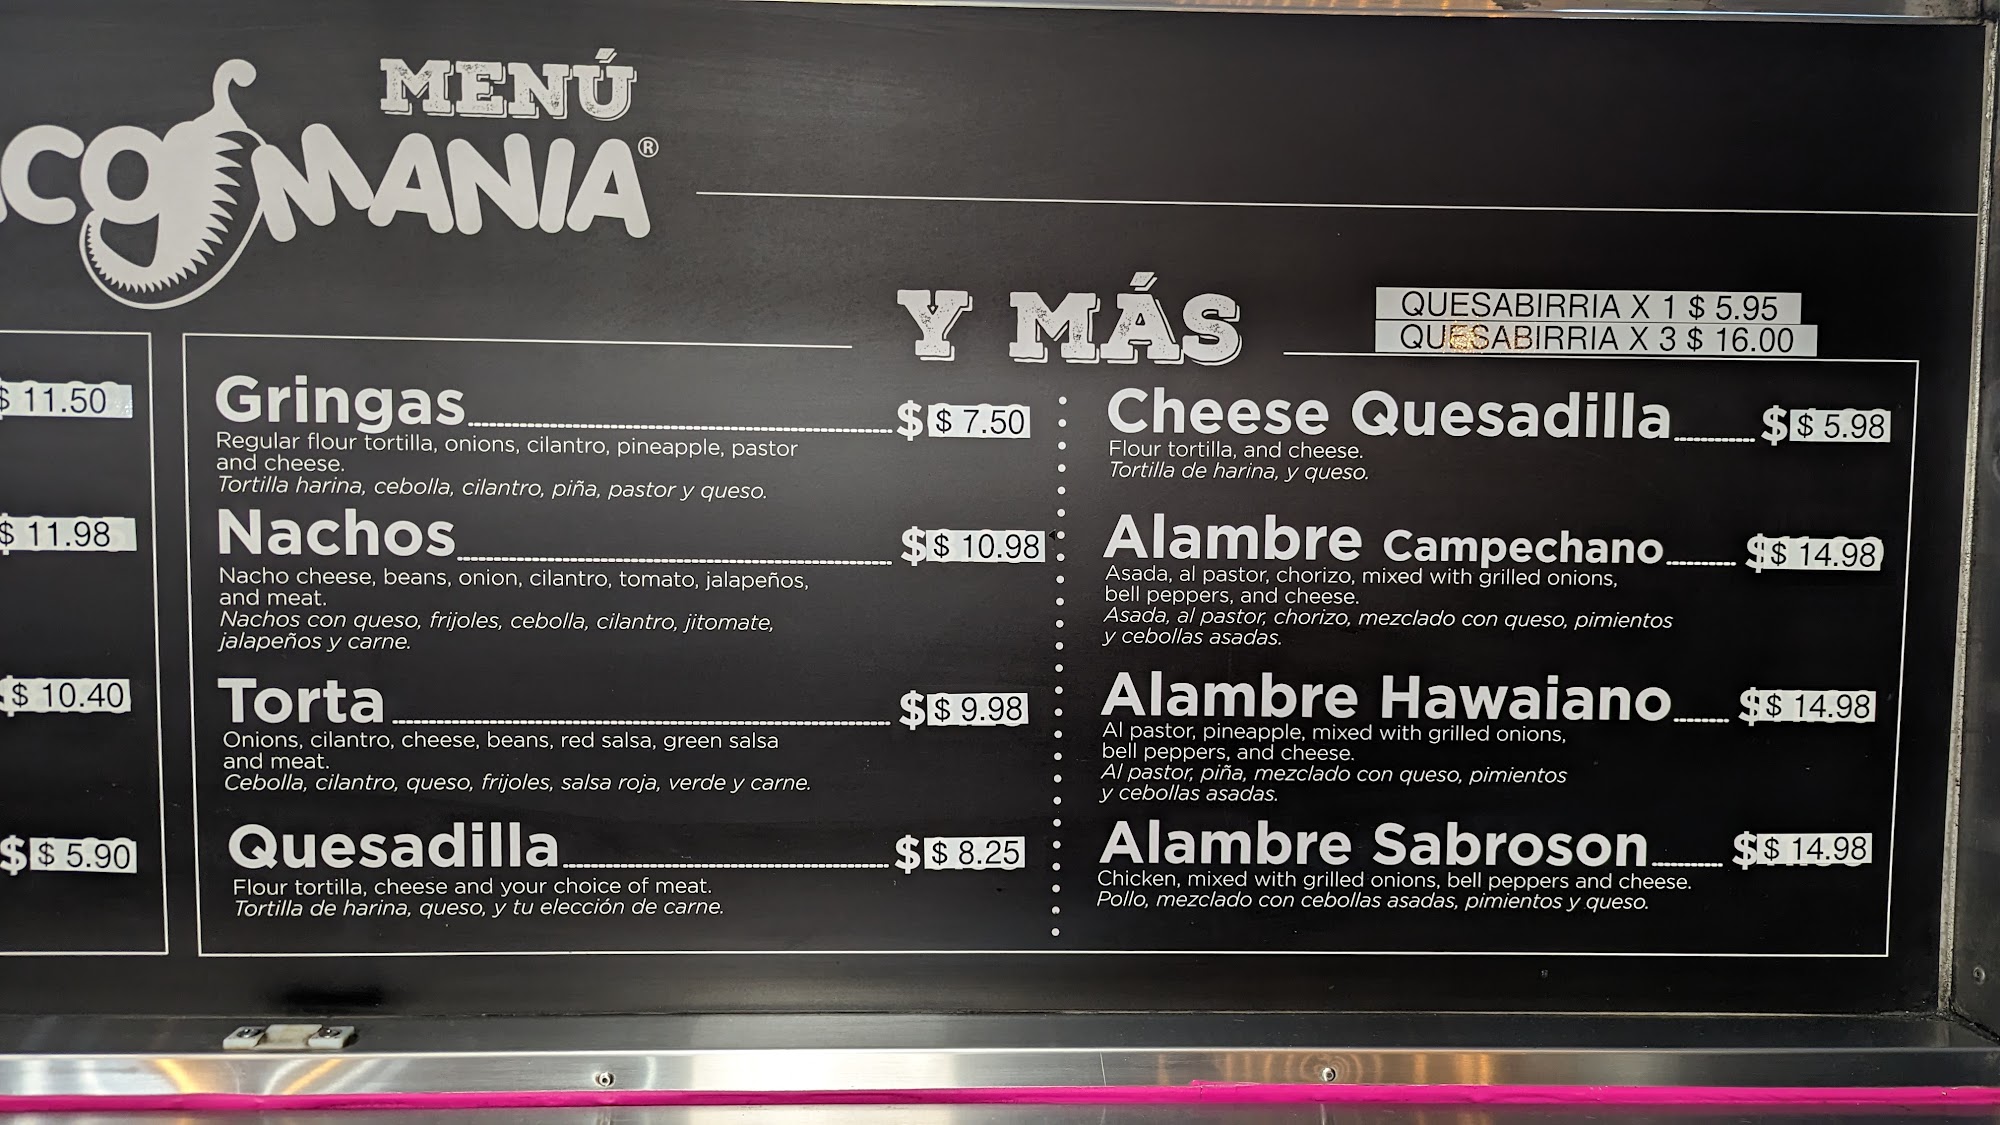 MENÚ
CO MANIA®
Y MÁS
QUESABIRRIA X 1 $ 5.95
QUESABIRRIA X 3 $ 16.00
$ 11.50
$ 11.98
$ 10.40
$ $ 5.90
Gringas $ $ 7.50
Regular flour tortilla, onions, cilantro, pineapple, pastor
and cheese.
Tortilla harina, cebolla, cilantro, piña, pastor y queso.
Nachos $ $ 10.98
Nacho cheese, beans, onion, cilantro, tomato, jalapeños,
and meat.
Nachos con queso, frijoles, cebolla, cilantro, jitomate,
jalapeños y carne.
Torta $ $ 9.98
Onions, cilantro, cheese, beans, red salsa, green salsa
and meat.
Cebolla, cilantro, queso, frijoles, salsa roja, verde y carne.
Quesadilla $ $ 8.25
Flour tortilla, cheese and your choice of meat.
Tortilla de harina, queso, y tu elección de carne.
Cheese Quesadilla $ $ 5.98
Flour tortilla, and cheese.
Tortilla de harina, y queso.
Alambre Campechano $ $ 14.98
Asada, al pastor, chorizo, mixed with grilled onions,
bell peppers, and cheese.
Asada, al pastor, chorizo, mezclado con queso, pimientos
y cebollas asadas.
Alambre Hawaiano $ $ 14.98
Al pastor, pineapple, mixed with grilled onions,
bell peppers, and cheese.
Al pastor, piña, mezclado con queso, pimientos
y cebollas asadas.
Alambre Sabroson $ $ 14.98
Chicken, mixed with grilled onions, bell peppers and cheese.
Pollo, mezclado con cebollas asadas, pimientos y queso.